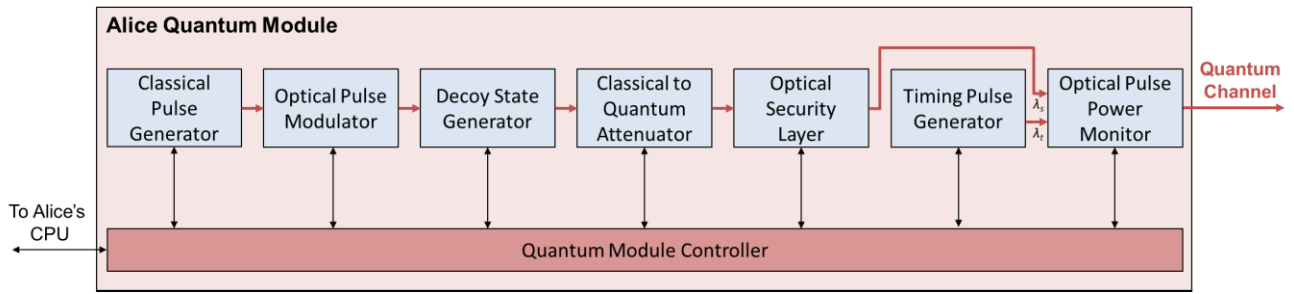 Alice Quantum Module
Classical
Pulse
Generator
Optical Pulse
Modulator
Decoy State
Generator
Classical to
Quantum
Attenuator
Optical
Security
Layer
Timing Pulse
Generator
λs
λt
Optical Pulse
Power
Monitor
Quantum
Channel
To Alice's
CPU
Quantum Module Controller